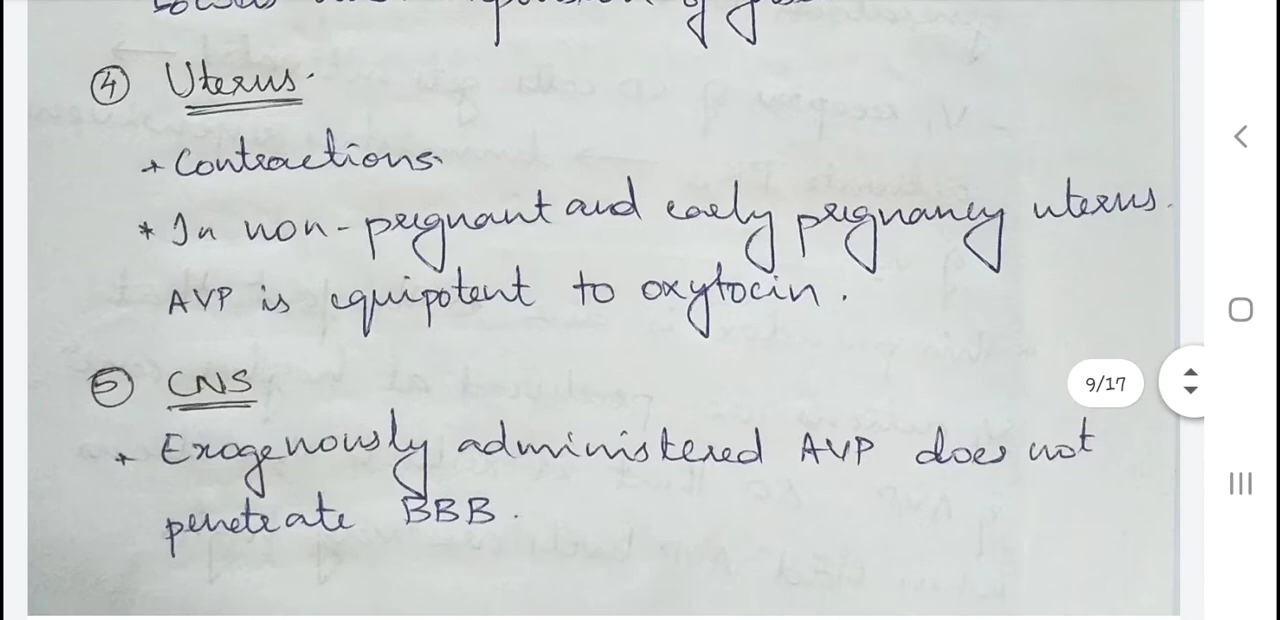 ④ Uterus.
* Contractions.
* In non-pregnant and early pregnancy uterus.
AVP is equipotent to oxytocin.
⑤ CNS
* Exogenously administered AVP does not
penetrate BBB.
9/17